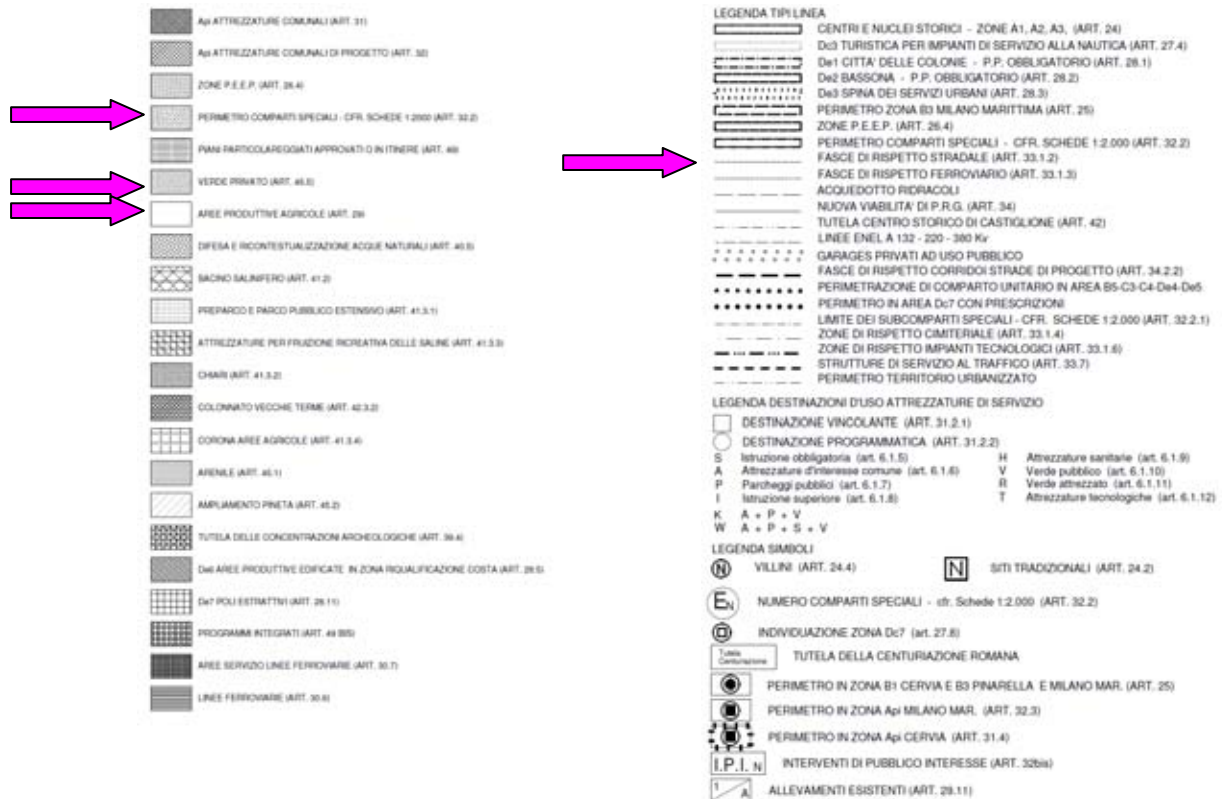 Api ATTREZZATURE COMUNALI (ART. 31)
Api ATTREZZATURE COMUNALI DI PROGETTO (ART. 32)
ZONE P.E.E.P. (ART. 26.4)
PERIMETRO COMPARTI SPECIALI - CFR. SCHEDE 1:2000 (ART. 32.2)
PIANI PARTICOLAREGGIATI APPROVATI O IN ITINERE (ART. 49)
VERDE PRIVATO (ART. 46.5)
AREE PRODUTTIVE AGRICOLE (ART. 29)
DIFESA E RICONTESTUALIZZAZIONE ACQUE NATURALI (ART. 40.5)
BACINO SALINIFERO (ART. 41.2)
PREPARCO E PARCO PUBBLICO ESTENSIVO (ART. 41.3.1)
ATTREZZATURE PER FRUIZIONE RICREATIVA DELLE SALINE (ART. 41.3.3)
CHIARI (ART. 41.3.2)
COLONNATO VECCHIE TERME (ART. 42.3.2)
CORONA AREE AGRICOLE (ART. 41.3.4)
ARENILE (ART. 45.1)
AMPLIAMENTO PINETA (ART. 45.2)
TUTELA DELLE CONCENTRAZIONI ARCHEOLOGICHE (ART. 39.4)
De6 AREE PRODUTTIVE EDIFICATE IN ZONA RIQUALIFICAZIONE COSTA (ART. 28.5)
De7 POLI ESTRATTIVI (ART. 28.11)
PROGRAMMI INTEGRATI (ART. 49 BIS)
AREE SERVIZIO LINEE FERROVIARIE (ART. 30.7)
LINEE FERROVIARIE (ART. 30.6)
LEGENDA TIPI LINEA
CENTRI E NUCLEI STORICI - ZONE A1, A2, A3, (ART. 24)
Dc3 TURISTICA PER IMPIANTI DI SERVIZIO ALLA NAUTICA (ART. 27.4)
De1 CITTA' DELLE COLONIE - P.P. OBBLIGATORIO (ART. 28.1)
De2 BASSONA - P.P. OBBLIGATORIO (ART. 28.2)
De3 SPINA DEI SERVIZI URBANI (ART. 28.3)
PERIMETRO ZONA B3 MILANO MARITTIMA (ART. 25)
ZONE P.E.E.P. (ART. 26.4)
PERIMETRO COMPARTI SPECIALI - CFR. SCHEDE 1:2.000 (ART. 32.2)
FASCE DI RISPETTO STRADALE (ART. 33.1.2)
FASCE DI RISPETTO FERROVIARIO (ART. 33.1.3)
ACQUEDOTTO RIDRACOLI
NUOVA VIABILITA' DI P.R.G. (ART. 34)
TUTELA CENTRO STORICO DI CASTIGLIONE (ART. 42)
LINEE ENEL A 132 - 220 - 380 Kv
GARAGES PRIVATI AD USO PUBBLICO
FASCE DI RISPETTO CORRIDOI STRADE DI PROGETTO (ART. 34.2.2)
PERIMETRAZIONE DI COMPARTO UNITARIO IN AREA B5-C3-C4-De4-De5
PERIMETRO IN AREA Dc7 CON PRESCRIZIONI
LIMITE DEI SUBCOMPARTI SPECIALI - CFR. SCHEDE 1:2.000 (ART. 32.2.1)
ZONE DI RISPETTO CIMITERIALE (ART. 33.1.4)
ZONE DI RISPETTO IMPIANTI TECNOLOGICI (ART. 33.1.6)
STRUTTURE DI SERVIZIO AL TRAFFICO (ART. 33.7)
PERIMETRO TERRITORIO URBANIZZATO
LEGENDA DESTINAZIONI D'USO ATTREZZATURE DI SERVIZIO
DESTINAZIONE VINCOLANTE (ART. 31.2.1)
DESTINAZIONE PROGRAMMATICA (ART. 31.2.2)
S Istruzione obbligatoria (art. 6.1.5) H Attrezzature sanitarie (art. 6.1.9)
A Attrezzature d'interesse comune (art. 6.1.6) V Verde pubblico (art. 6.1.10)
P Parcheggi pubblici (art. 6.1.7) R Verde attrezzato (art. 6.1.11)
I Istruzione superiore (art. 6.1.8) T Attrezzature tecnologiche (art. 6.1.12)
K A + P + V
W A + P + S + V
LEGENDA SIMBOLI
N VILLINI (ART. 24.4) N SITI TRADIZIONALI (ART. 24.2)
EN NUMERO COMPARTI SPECIALI - cfr. Schede 1:2.000 (ART. 32.2)
INDIVIDUAZIONE ZONA Dc7 (art. 27.8)
Tutela Centuriazione TUTELA DELLA CENTURIAZIONE ROMANA
PERIMETRO IN ZONA B1 CERVIA E B3 PINARELLA E MILANO MAR. (ART. 25)
PERIMETRO IN ZONA Api MILANO MAR. (ART. 32.3)
PERIMETRO IN ZONA Api CERVIA (ART. 31.4)
I.P.I. N INTERVENTI DI PUBBLICO INTERESSE (ART. 32bis)
1 A ALLEVAMENTI ESISTENTI (ART. 29.11)